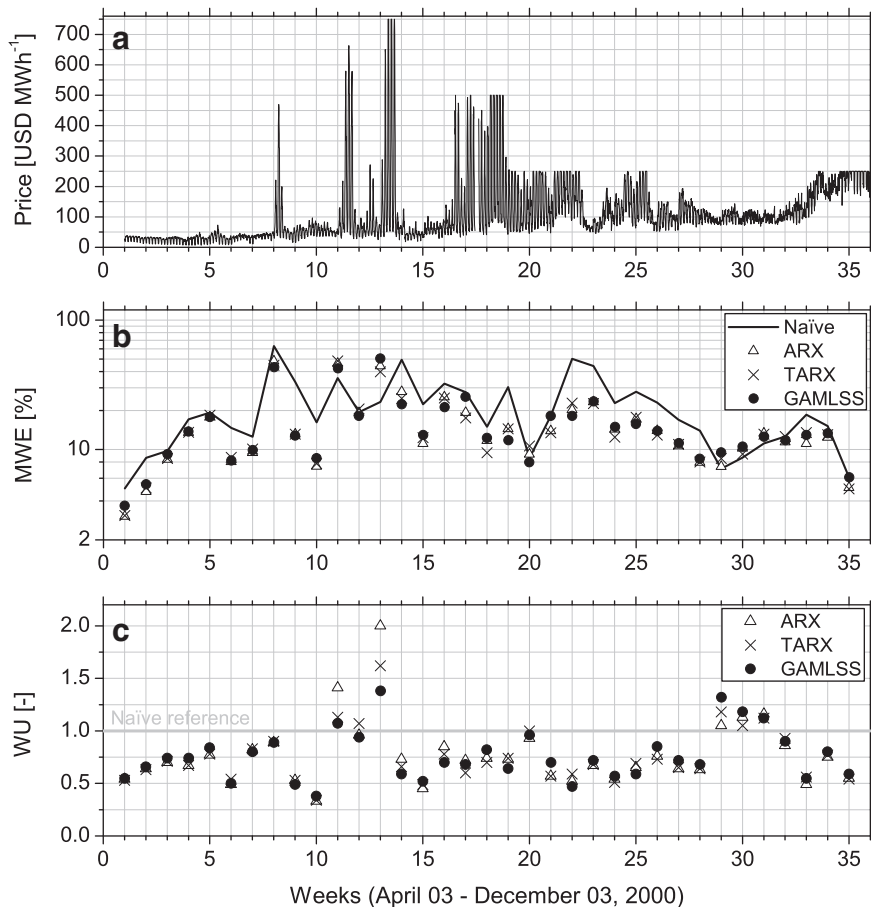 a
Price [USD MWh-1]
700
600
500
400
300
200
100
0
0 5 10 15 20 25 30 35
b
MWE [%]
100
10
2
Naïve
ARX
TARX
GAMLSS
0 5 10 15 20 25 30 35
c
WU [-]
2.0
1.5
1.0
0.5
0.0
Naïve reference
ARX
TARX
GAMLSS
0 5 10 15 20 25 30 35
Weeks (April 03 - December 03, 2000)